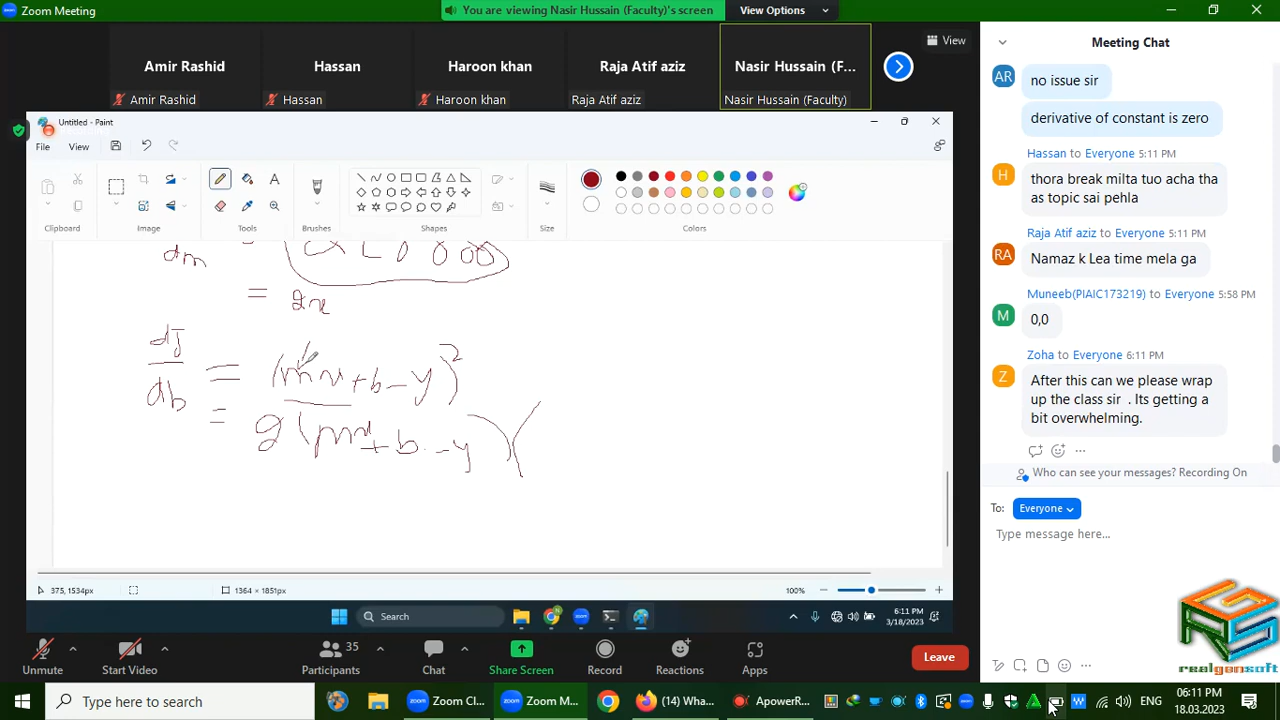 Zoom Meeting
You are viewing Nasir Hussain (Faculty)'s screen
View Options
Amir Rashid
Hassan
Haroon khan
Raja Atif aziz
Nasir Hussain (F...
View
Amir Rashid
Hassan
Haroon khan
Raja Atif aziz
Nasir Hussain (Faculty)
Untitled - Paint
File View
Clipboard
Image
Tools
Brushes
Shapes
Size
Colors
dm
= 2x
dJ
db
= (mx+b-y)²
= 2(mx+b-y)(
375, 1534px
1364 × 1851px
100%
Search
6:11 PM
3/18/2023
Unmute
Start Video
Participants
35
Chat
Share Screen
Record
Reactions
Apps
Leave
Meeting Chat
AR
no issue sir
derivative of constant is zero
Hassan to Everyone 5:11 PM
H
thora break milta tuo acha tha
as topic sai pehla
Raja Atif aziz to Everyone 5:11 PM
RA
Namaz k Lea time mela ga
Muneeb(PIAIC173219) to Everyone 5:58 PM
M
0,0
Zoha to Everyone 6:11 PM
Z
After this can we please wrap
up the class sir . Its getting a
bit overwhelming.
Who can see your messages? Recording On
To: Everyone
Type message here...
realgunsoft
Type here to search
Zoom Cl...
Zoom M...
(14) Wha...
ApowerR...
ENG
06:11 PM
18.03.2023